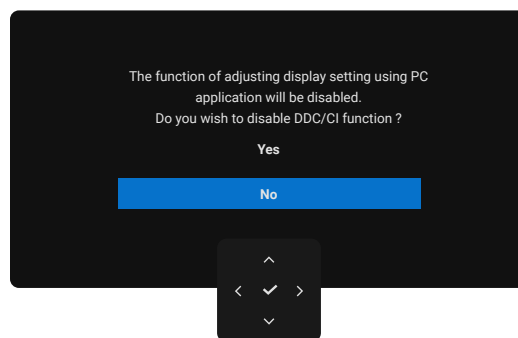 The function of adjusting display setting using PC
application will be disabled.
Do you wish to disable DDC/CI function ?
Yes
No